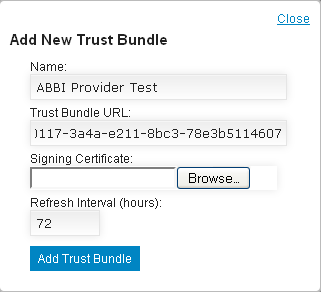 Close
Add New Trust Bundle
Name:
ABBI Provider Test
Trust Bundle URL:
0117-3a4a-e211-8bc3-78e3b5114607
Signing Certificate:
Browse...
Refresh Interval (hours):
72
Add Trust Bundle